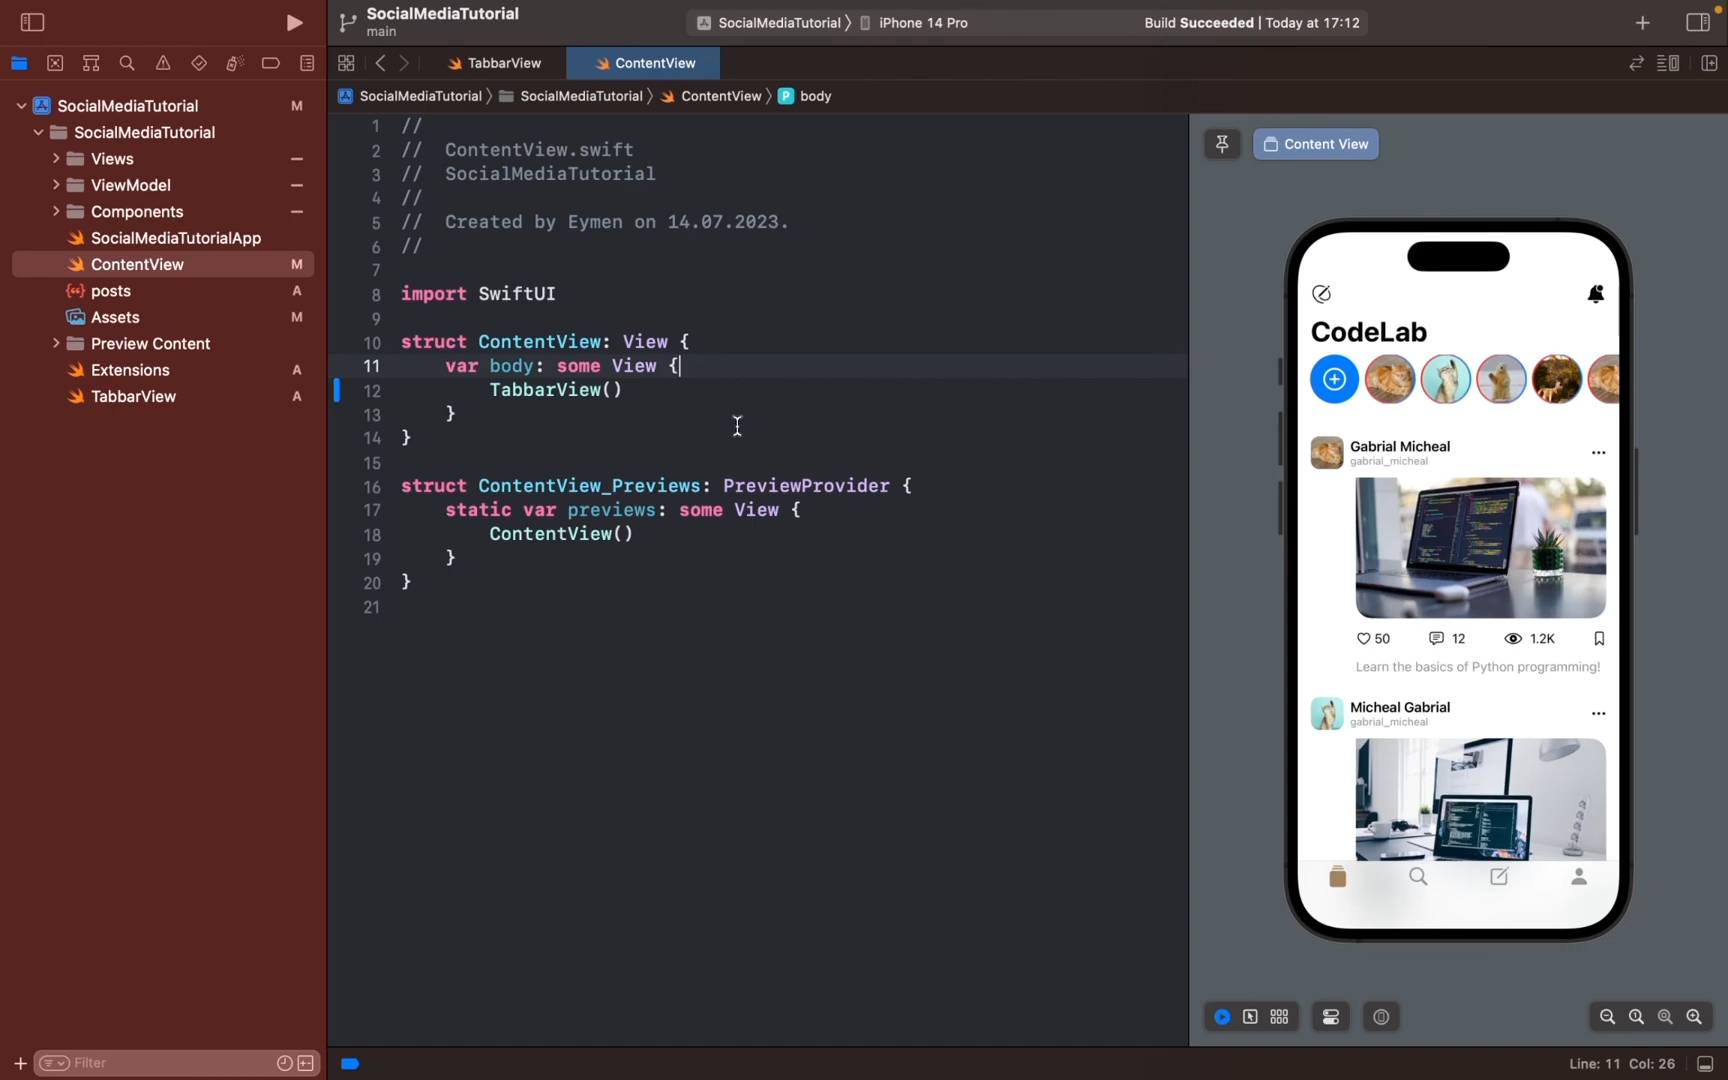 SocialMediaTutorial
main
SocialMediaTutorial 〉 iPhone 14 Pro
Build Succeeded | Today at 17:12
TabbarView
ContentView
SocialMediaTutorial 〉 SocialMediaTutorial 〉 ContentView 〉 P body
SocialMediaTutorial M
SocialMediaTutorial
Views
ViewModel
Components
SocialMediaTutorialApp
ContentView M
posts A
Assets M
Preview Content
Extensions A
TabbarView A
Filter
1 //
2 // ContentView.swift
3 // SocialMediaTutorial
4 //
5 // Created by Eymen on 14.07.2023.
6 //
7
8 import SwiftUI
9
10 struct ContentView: View {
11 var body: some View {
12 TabbarView()
13 }
14 }
15
16 struct ContentView_Previews: PreviewProvider {
17 static var previews: some View {
18 ContentView()
19 }
20 }
21
Content View
CodeLab
Gabrial Micheal
gabrial_micheal
50 12 1.2K
Learn the basics of Python programming!
Micheal Gabrial
gabrial_micheal
Line: 11 Col: 26